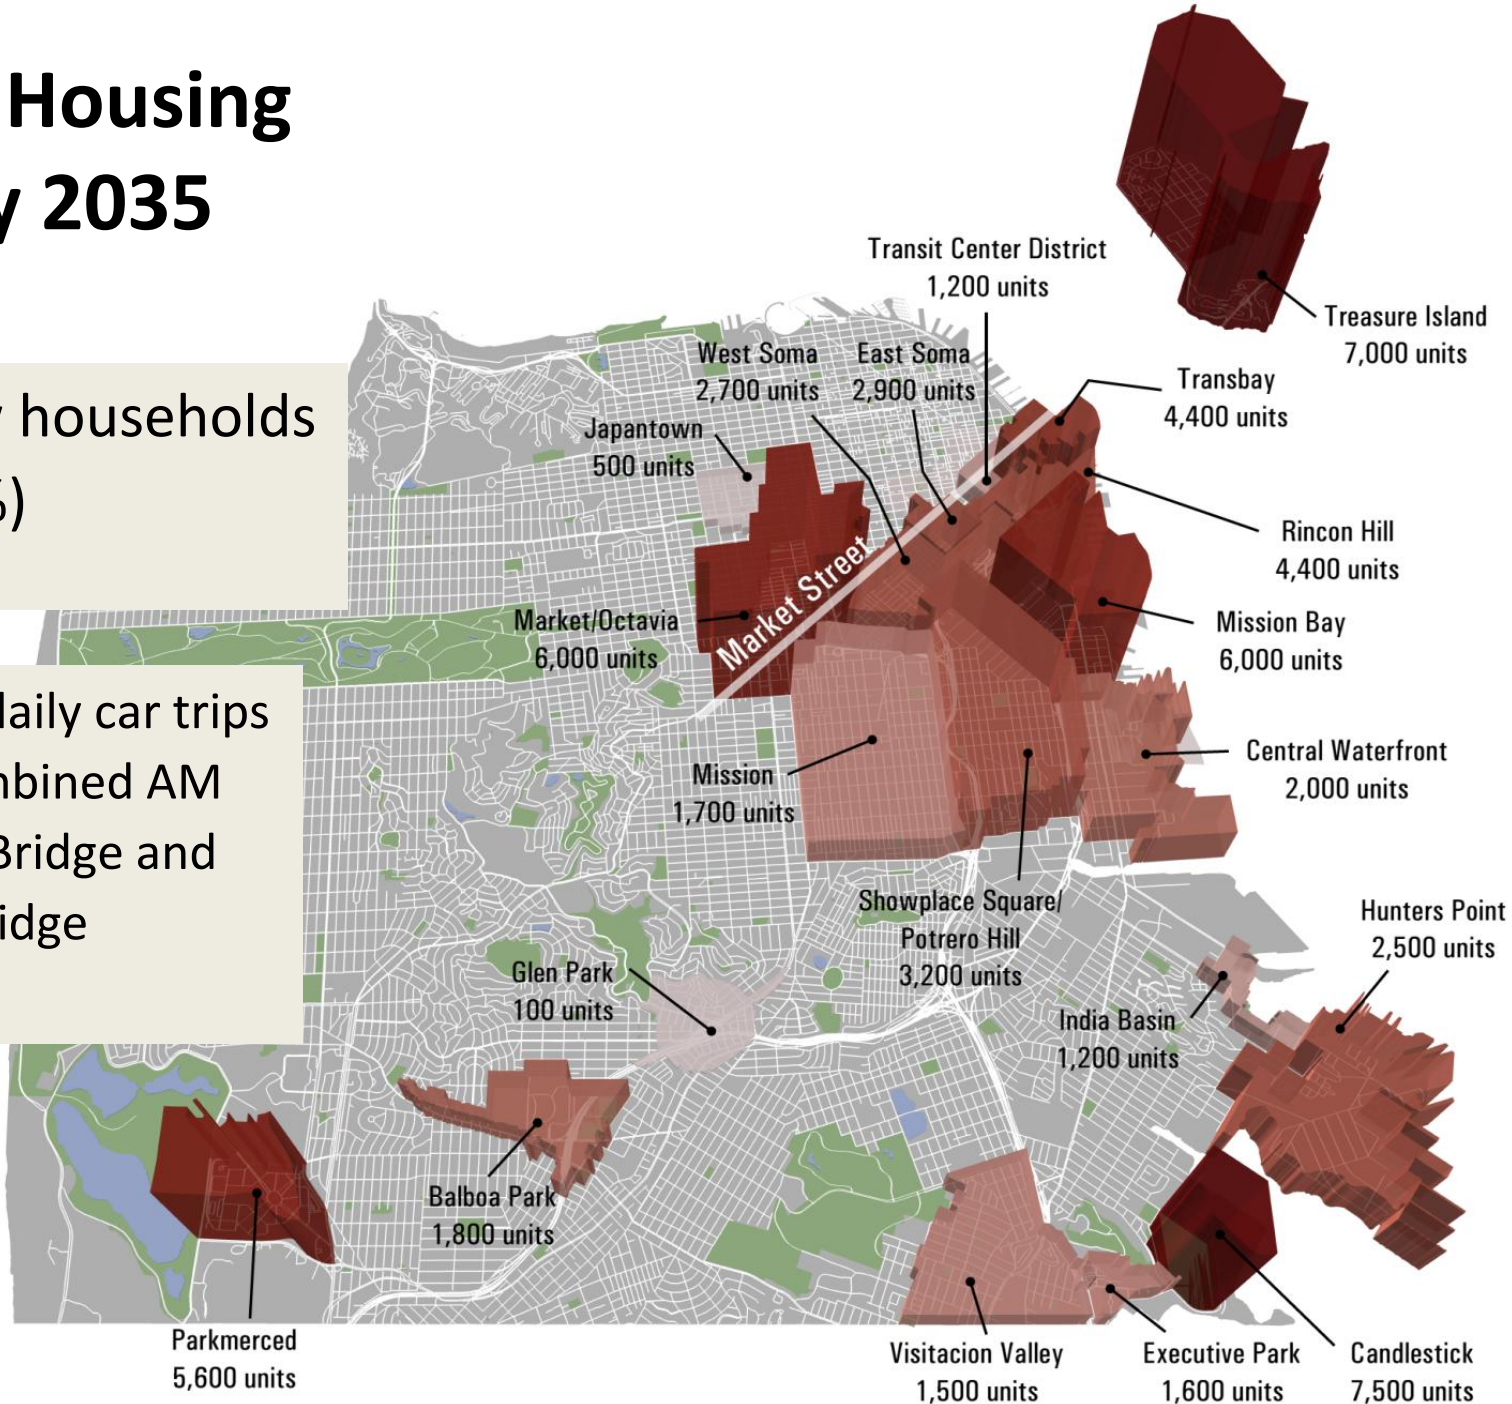 Housing
y 2035
y households
%)
daily car trips
mbined AM
Bridge and
ridge
Transit Center District
1,200 units
Treasure Island
7,000 units
West Soma
2,700 units
East Soma
2,900 units
Transbay
4,400 units
Japantown
500 units
Rincon Hill
4,400 units
Market Street
Market/Octavia
6,000 units
Mission Bay
6,000 units
Mission
1,700 units
Central Waterfront
2,000 units
Showplace Square/
Potrero Hill
3,200 units
Hunters Point
2,500 units
Glen Park
100 units
India Basin
1,200 units
Balboa Park
1,800 units
Parkmerced
5,600 units
Visitacion Valley
1,500 units
Executive Park
1,600 units
Candlestick
7,500 units